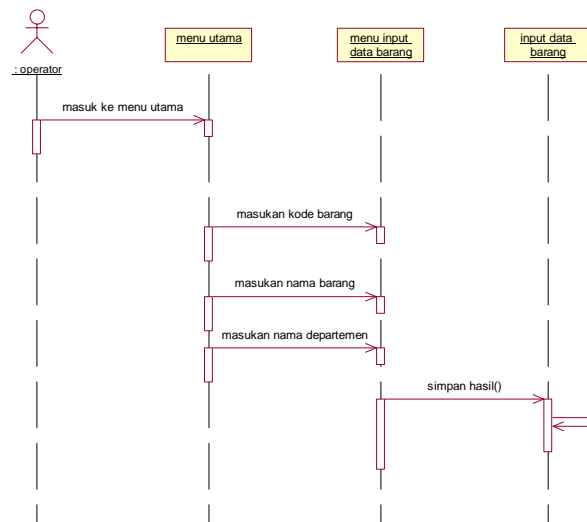 : operator
menu utama
menu input
data barang
input data
barang
masuk ke menu utama
masukan kode barang
masukan nama barang
masukan nama departemen
simpan hasil()